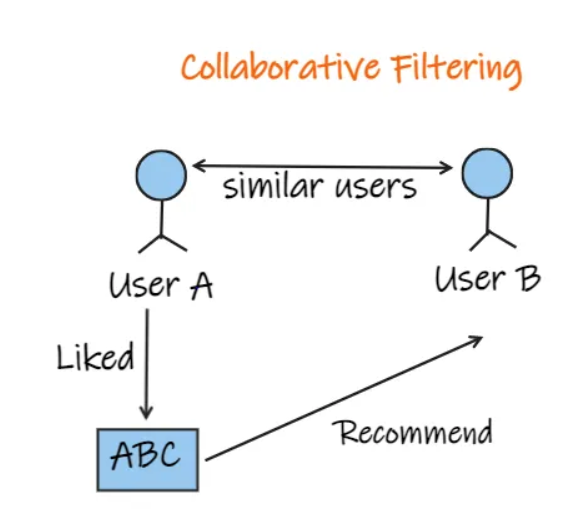 Collaborative Filtering
similar users
User A
User B
Liked
ABC
Recommend